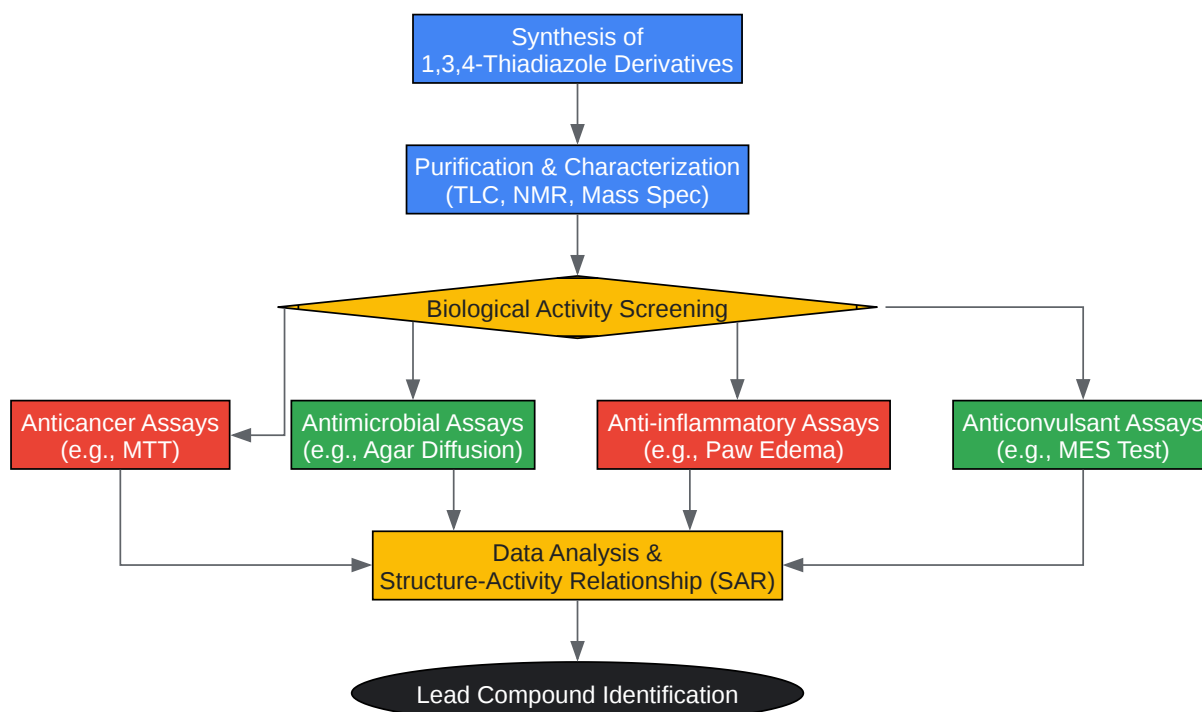 Synthesis of
1,3,4-Thiadiazole Derivatives
Purification & Characterization
(TLC, NMR, Mass Spec)
Biological Activity Screening
Anticancer Assays
(e.g., MTT)
Antimicrobial Assays
(e.g., Agar Diffusion)
Anti-inflammatory Assays
(e.g., Paw Edema)
Anticonvulsant Assays
(e.g., MES Test)
Data Analysis &
Structure-Activity Relationship (SAR)
Lead Compound Identification